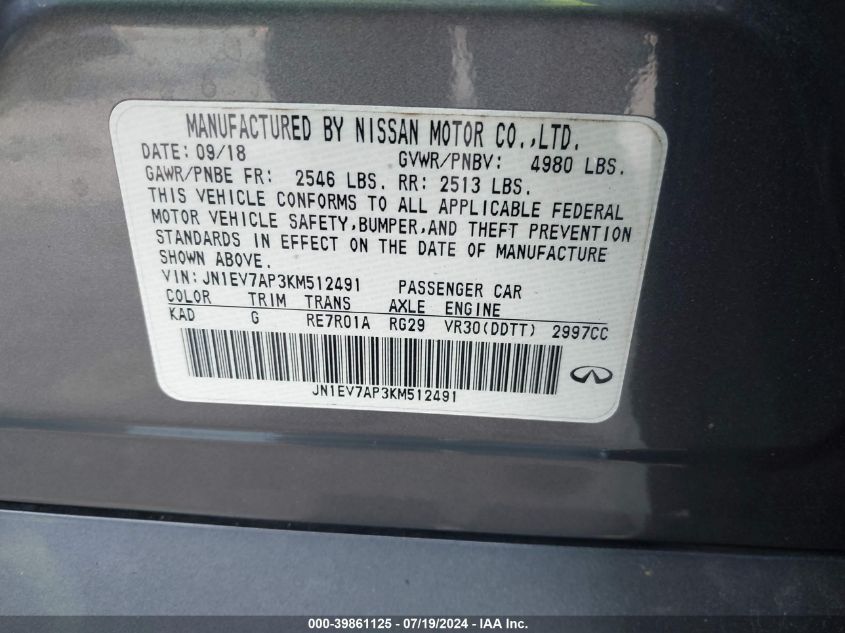 MANUFACTURED BY NISSAN MOTOR CO.,LTD.
DATE: 09/18 GVWR/PNBV: 4980 LBS.
GAWR/PNBE FR: 2546 LBS. RR: 2513 LBS.
THIS VEHICLE CONFORMS TO ALL APPLICABLE FEDERAL
MOTOR VEHICLE SAFETY,BUMPER,AND THEFT PREVENTION
STANDARDS IN EFFECT ON THE DATE OF MANUFACTURE
SHOWN ABOVE.
VIN:JN1EV7AP3KM512491 PASSENGER CAR
COLOR TRIM TRANS AXLE ENGINE
KAD G RE7R01A RG29 VR30(DDTT) 2997CC
JN1EV7AP3KM512491
000-39861125 - 07/19/2024 - IAA Inc.